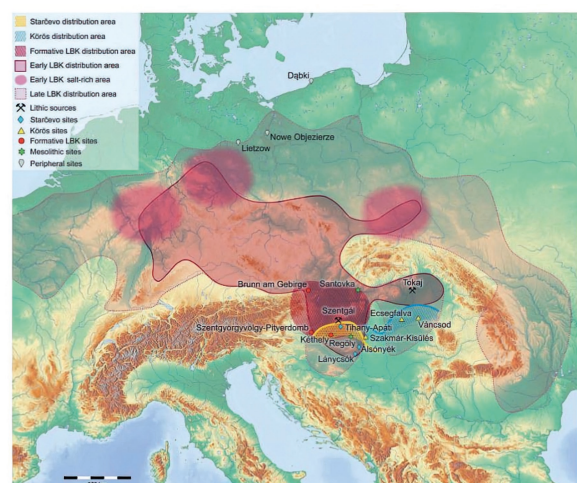 Starčevo distribution area
Körös distribution area
Formative LBK distribution area
Early LBK distribution area
Early LBK salt-rich area
Late LBK distribution area
Lithic sources
Starčevo sites
Körös sites
Formative LBK sites
Mesolithic sites
Peripheral sites
Dąbki
Nowe Objezierze
Lietzow
Brunn am Gebirge
Santovka
Tokaj
Szentgál
Ecsegfalva
Szentgyörgyvölgy-Pityerdomb
Tihany-Apáti
Váncsod
Kéthely
Regöly
Szakmár-Kisülés
Alsónyék
Lánycsók